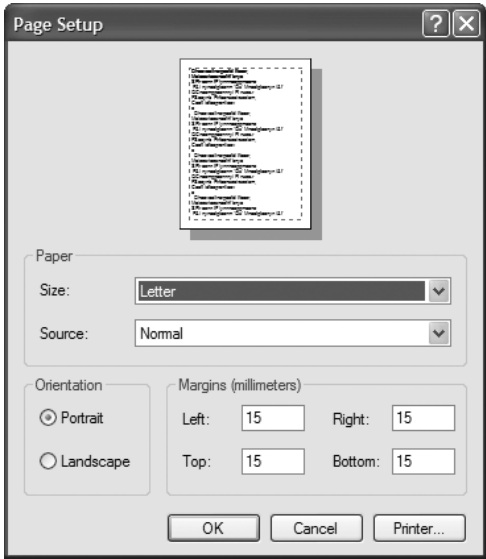 Page Setup
Paper
Size: Letter
Source: Normal
Orientation
Portrait
Landscape
Margins (millimeters)
Left: 15 Right: 15
Top: 15 Bottom: 15
OK Cancel Printer...